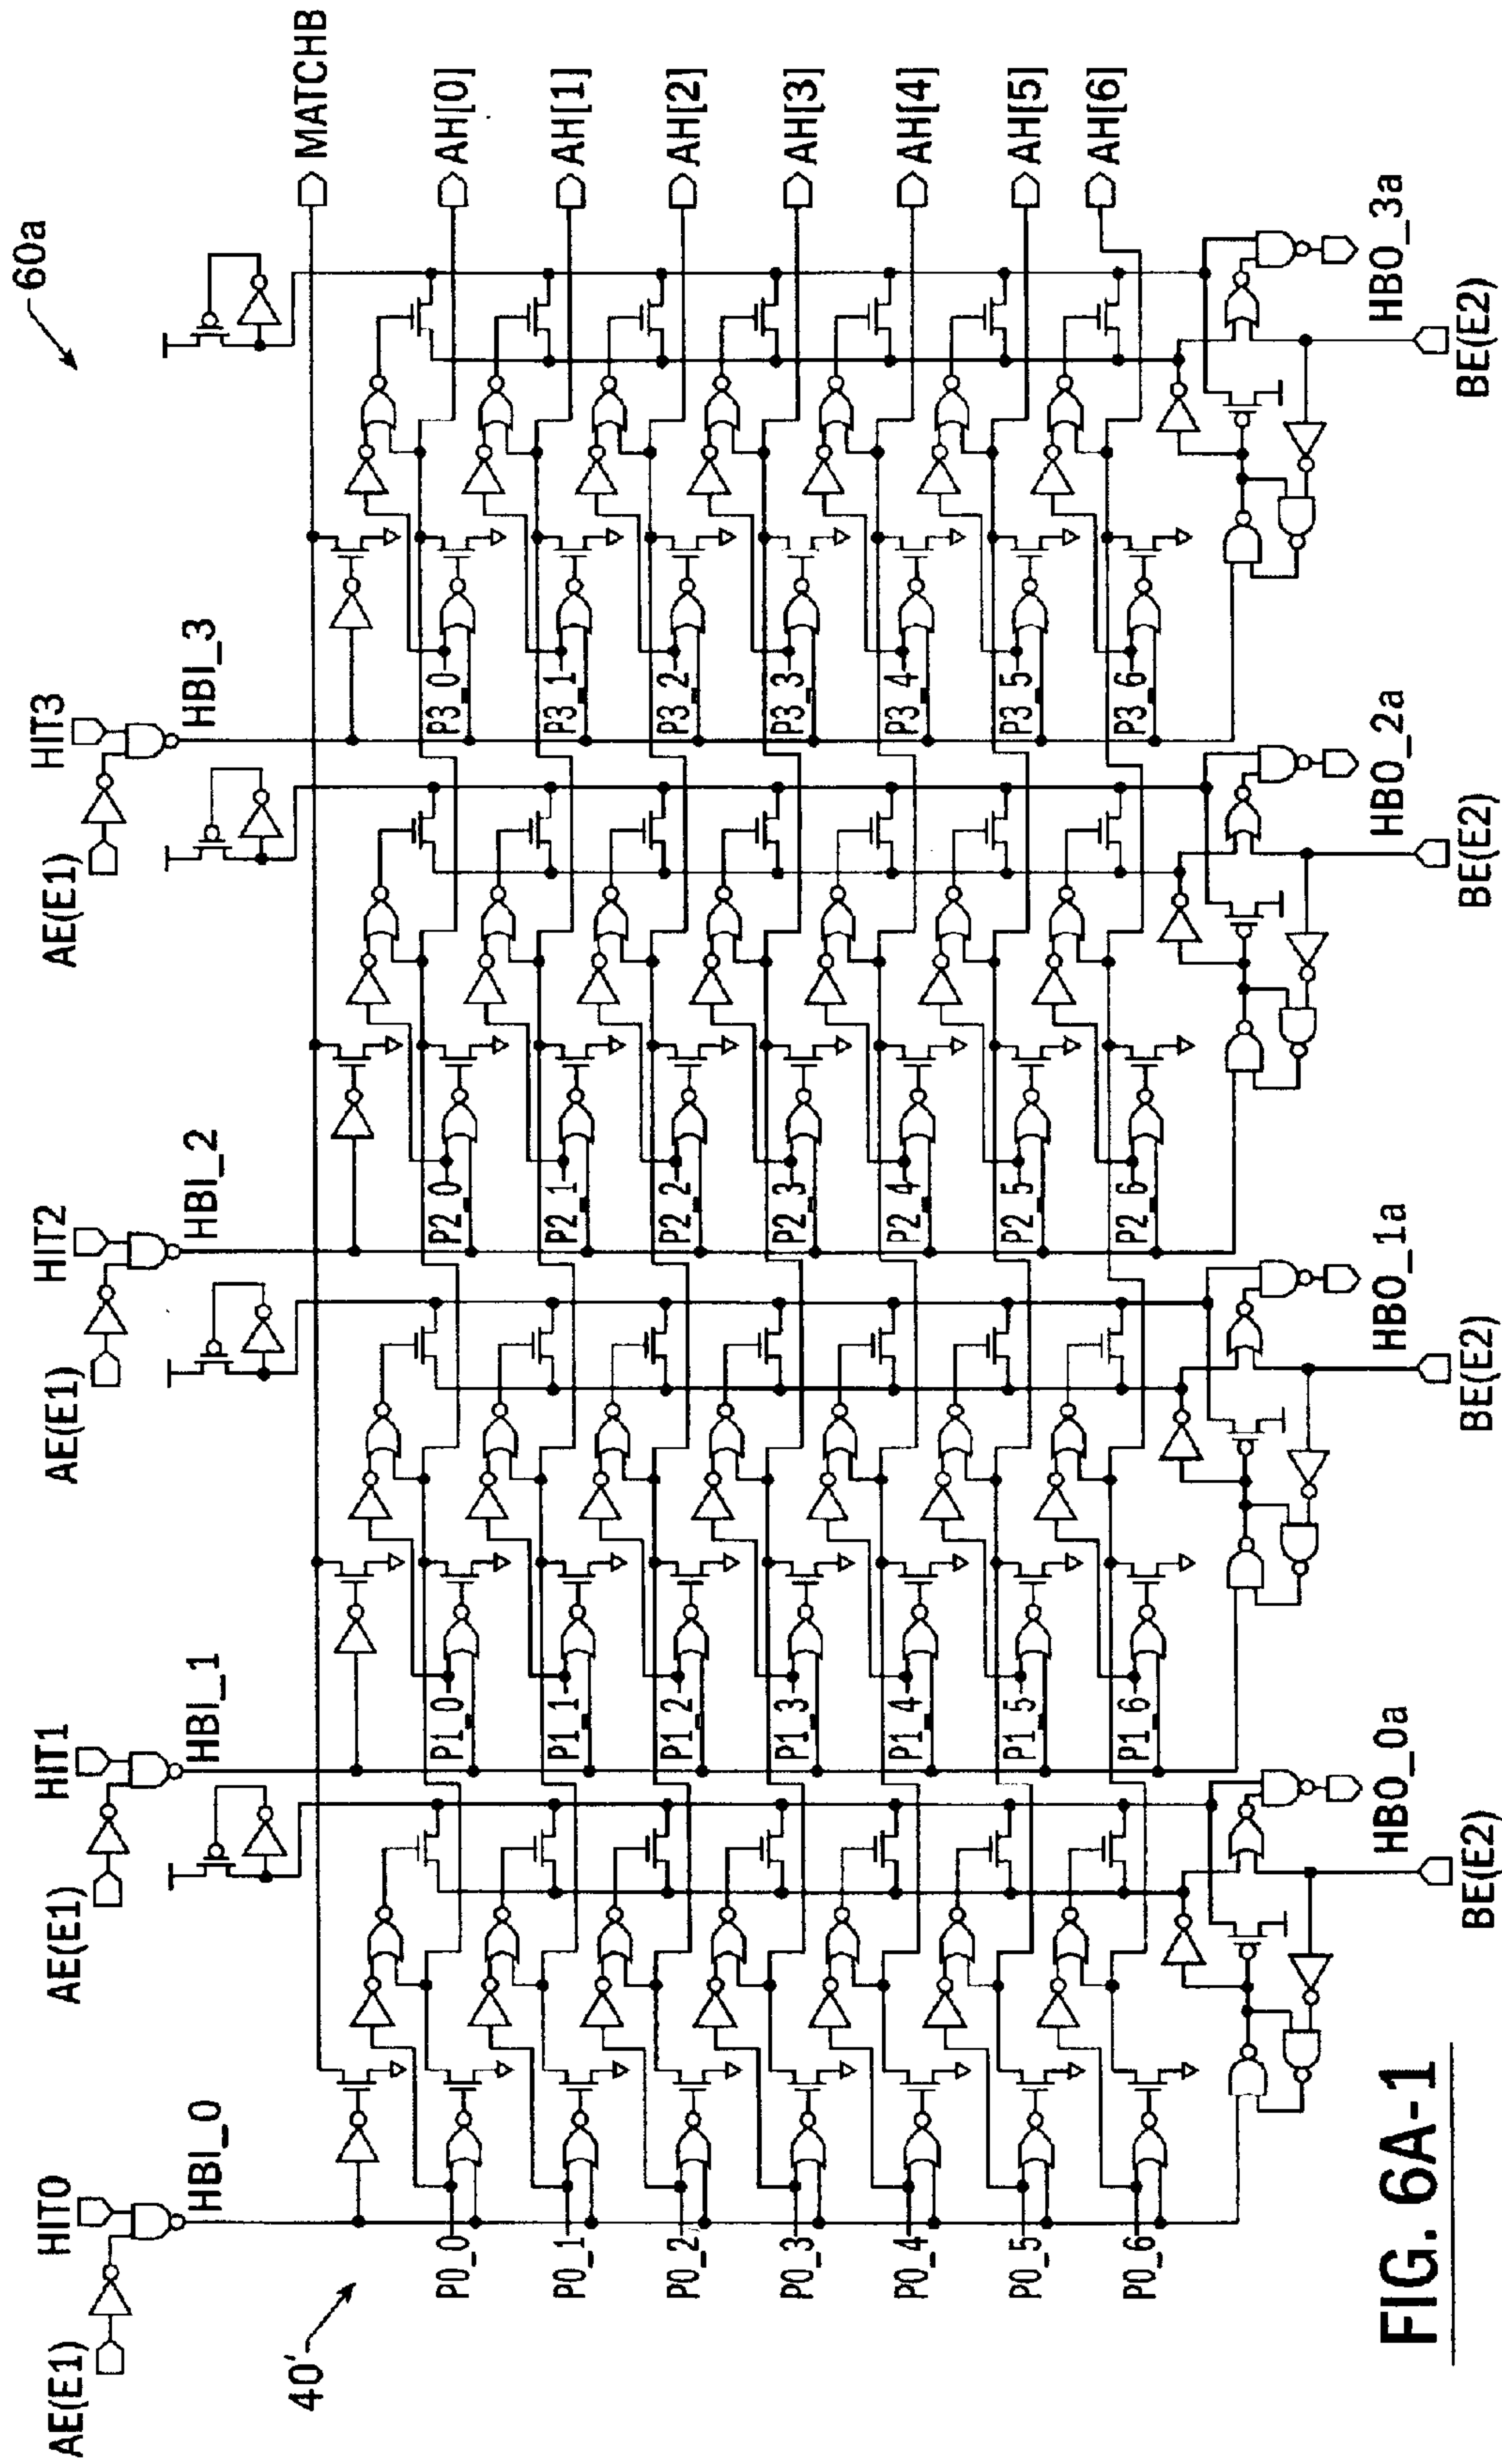 60a
40'
AE(E1)
HIT0
HBI_0
AE(E1)
HIT1
HBI_1
AE(E1)
HIT2
HBI_2
AE(E1)
HIT3
HBI_3
MATCHB
P0_0
P1_0
P2_0
P3_0
AH[0]
P0_1
P1_1
P2_1
P3_1
AH[1]
P0_2
P1_2
P2_2
P3_2
AH[2]
P0_3
P1_3
P2_3
P3_3
AH[3]
P0_4
P1_4
P2_4
P3_4
AH[4]
P0_5
P1_5
P2_5
P3_5
AH[5]
P0_6
P1_6
P2_6
P3_6
AH[6]
HBO_0a
HBO_1a
HBO_2a
HBO_3a
BE(E2)
BE(E2)
BE(E2)
BE(E2)
FIG. 6A-1